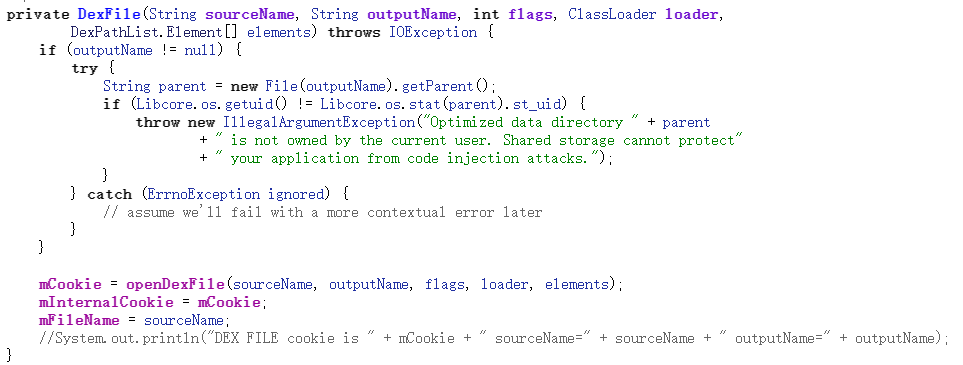 private DexFile(String sourceName, String outputName, int flags, ClassLoader loader,
        DexPathList.Element[] elements) throws IOException {
    if (outputName != null) {
        try {
            String parent = new File(outputName).getParent();
            if (Libcore.os.getuid() != Libcore.os.stat(parent).st_uid) {
                throw new IllegalArgumentException("Optimized data directory " + parent
                        + " is not owned by the current user. Shared storage cannot protect"
                        + " your application from code injection attacks.");
            }
        } catch (ErrnoException ignored) {
            // assume we'll fail with a more contextual error later
        }
    }

    mCookie = openDexFile(sourceName, outputName, flags, loader, elements);
    mInternalCookie = mCookie;
    mFileName = sourceName;
    //System.out.println("DEX FILE cookie is " + mCookie + " sourceName=" + sourceName + " outputName=" + outputName);
}